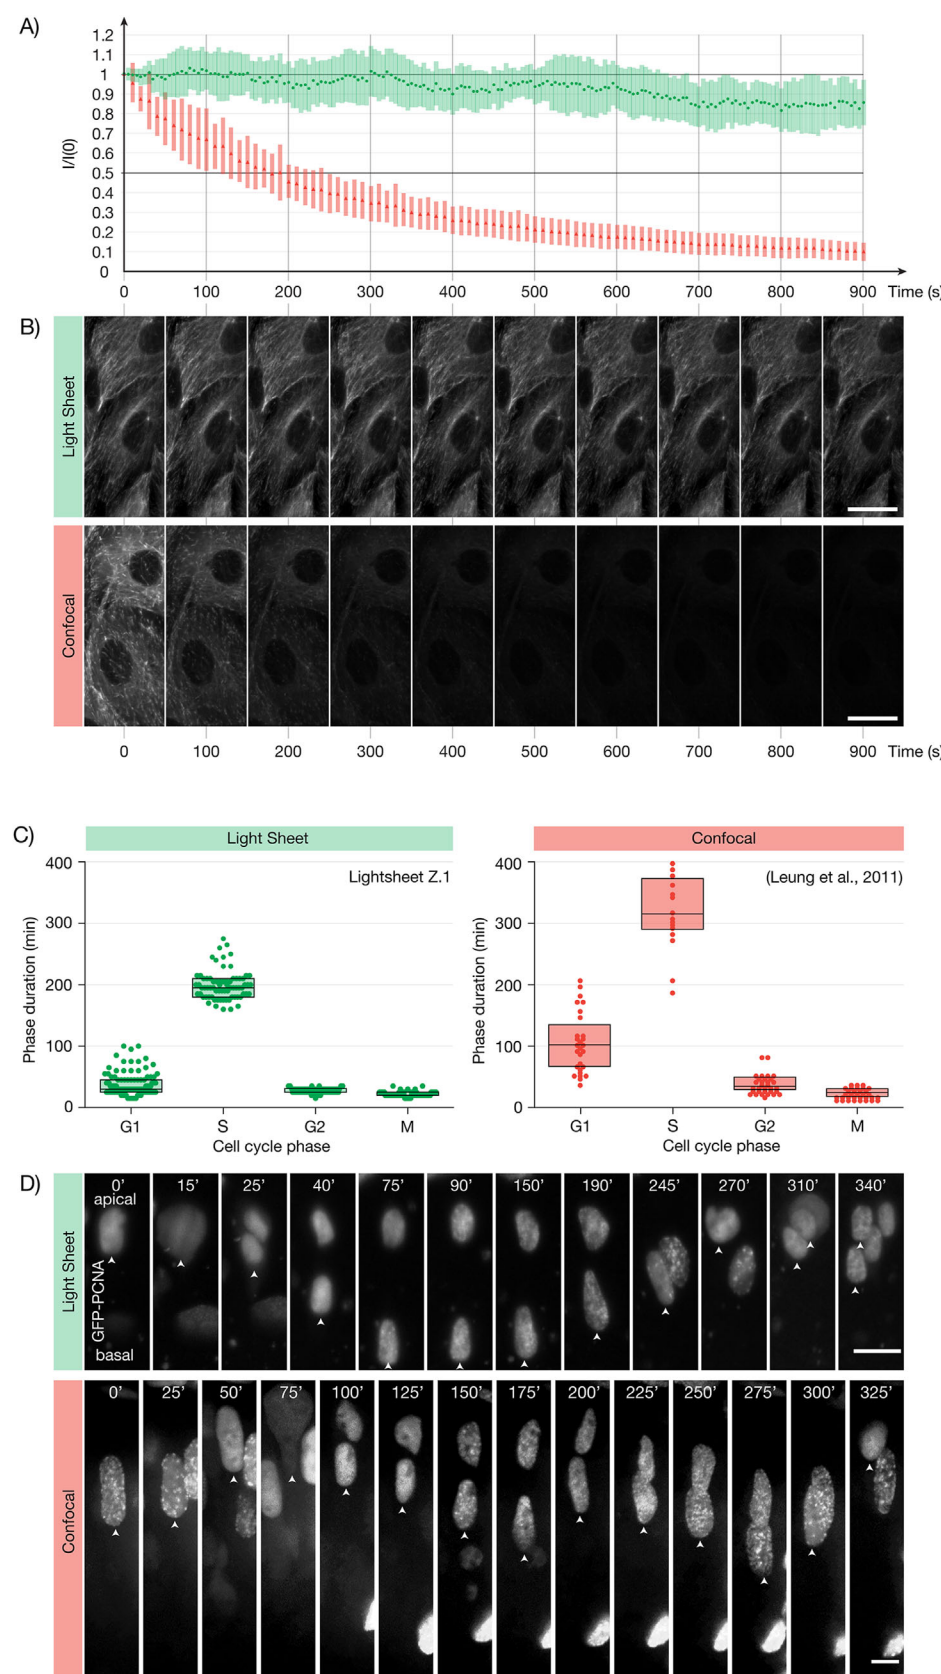 A)
1.2
1.1
1
0.9
0.8
0.7
0.6
0.5
0.4
0.3
0.2
0.1
0
I/I(0)
0 100 200 300 400 500 600 700 800 900 Time (s)
B)
Light Sheet
Confocal
0 100 200 300 400 500 600 700 800 900 Time (s)
C)
Light Sheet
Lightsheet Z.1
400
300
200
100
0
Phase duration (min)
G1 S G2 M
Cell cycle phase
Confocal
(Leung et al., 2011)
400
300
200
100
0
Phase duration (min)
G1 S G2 M
Cell cycle phase
D)
Light Sheet
0’ 15’ 25’ 40’ 75’ 90’ 150’ 190’ 245’ 270’ 310’ 340’
apical
GFP-PCNA
basal
Confocal
0’ 25’ 50’ 75’ 100’ 125’ 150’ 175’ 200’ 225’ 250’ 275’ 300’ 325’